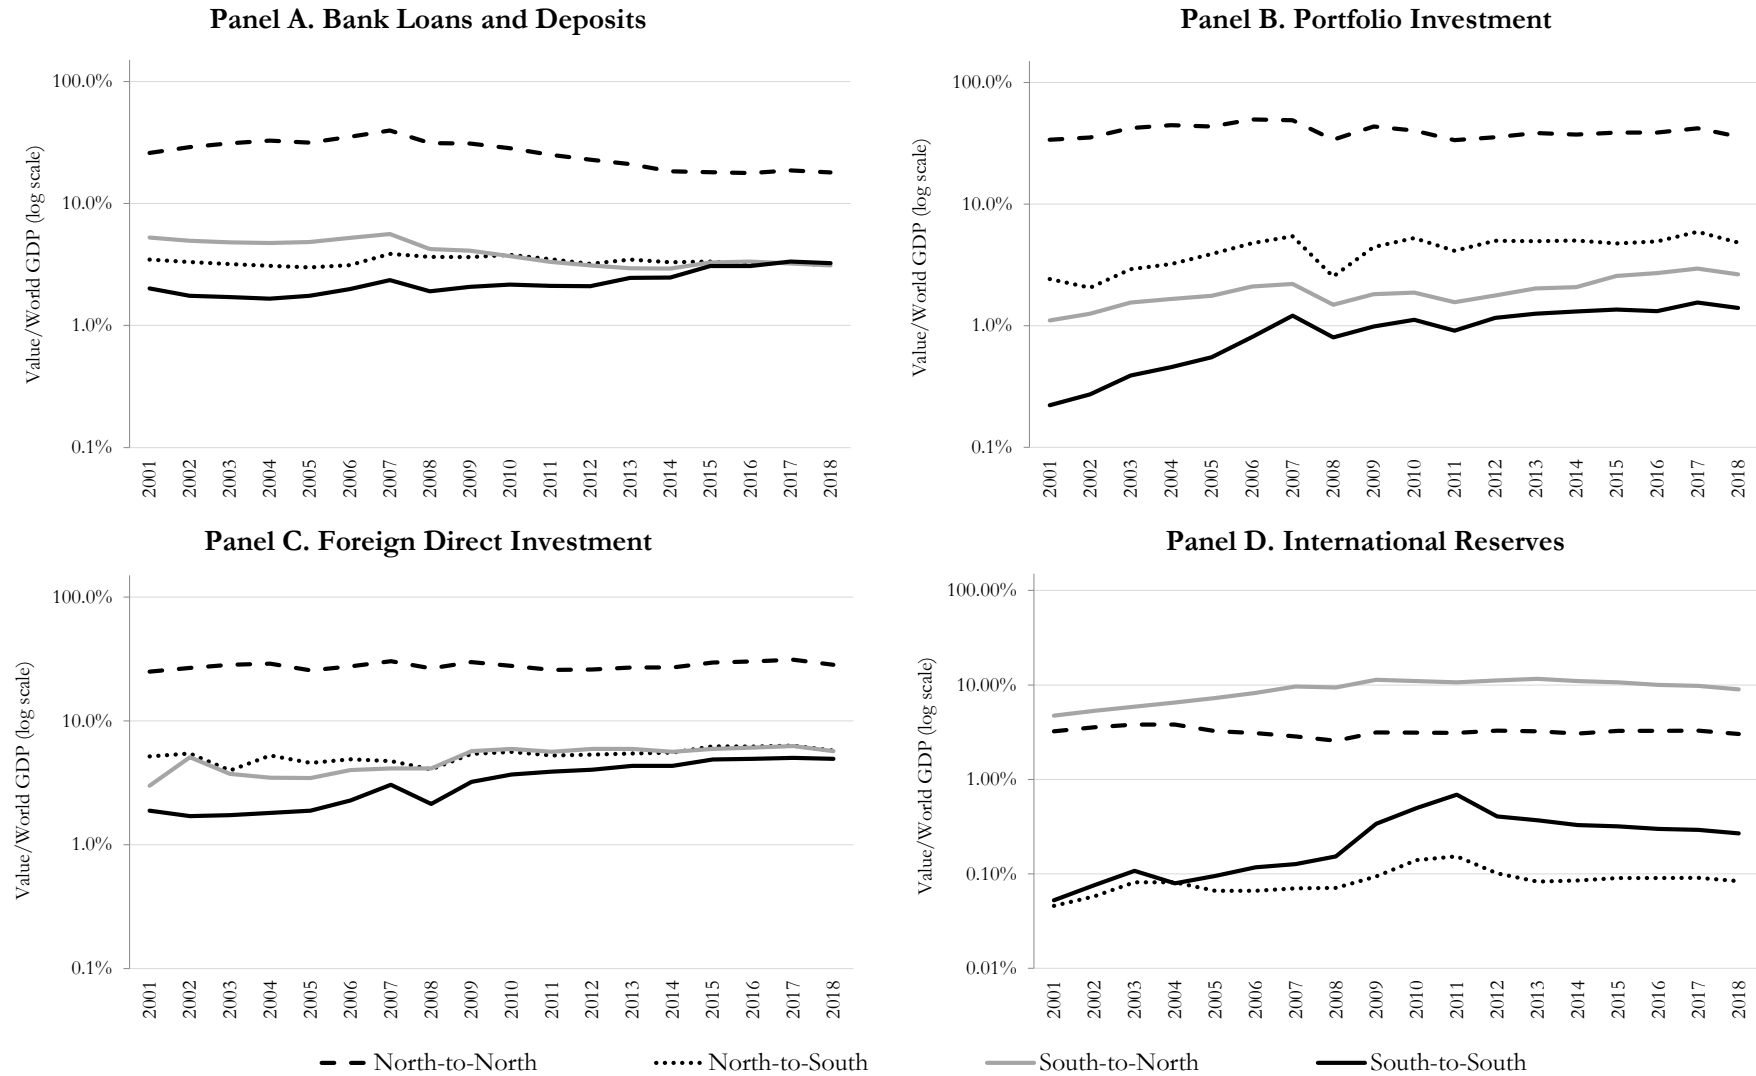 Panel A. Bank Loans and Deposits
Value/World GDP (log scale)
100.0%
10.0%
1.0%
0.1%
2001 2002 2003 2004 2005 2006 2007 2008 2009 2010 2011 2012 2013 2014 2015 2016 2017 2018
Panel B. Portfolio Investment
Value/World GDP (log scale)
100.0%
10.0%
1.0%
0.1%
2001 2002 2003 2004 2005 2006 2007 2008 2009 2010 2011 2012 2013 2014 2015 2016 2017 2018
Panel C. Foreign Direct Investment
Value/World GDP (log scale)
100.0%
10.0%
1.0%
0.1%
2001 2002 2003 2004 2005 2006 2007 2008 2009 2010 2011 2012 2013 2014 2015 2016 2017 2018
Panel D. International Reserves
Value/World GDP (log scale)
100.00%
10.00%
1.00%
0.10%
0.01%
2001 2002 2003 2004 2005 2006 2007 2008 2009 2010 2011 2012 2013 2014 2015 2016 2017 2018
North-to-North North-to-South South-to-North South-to-South